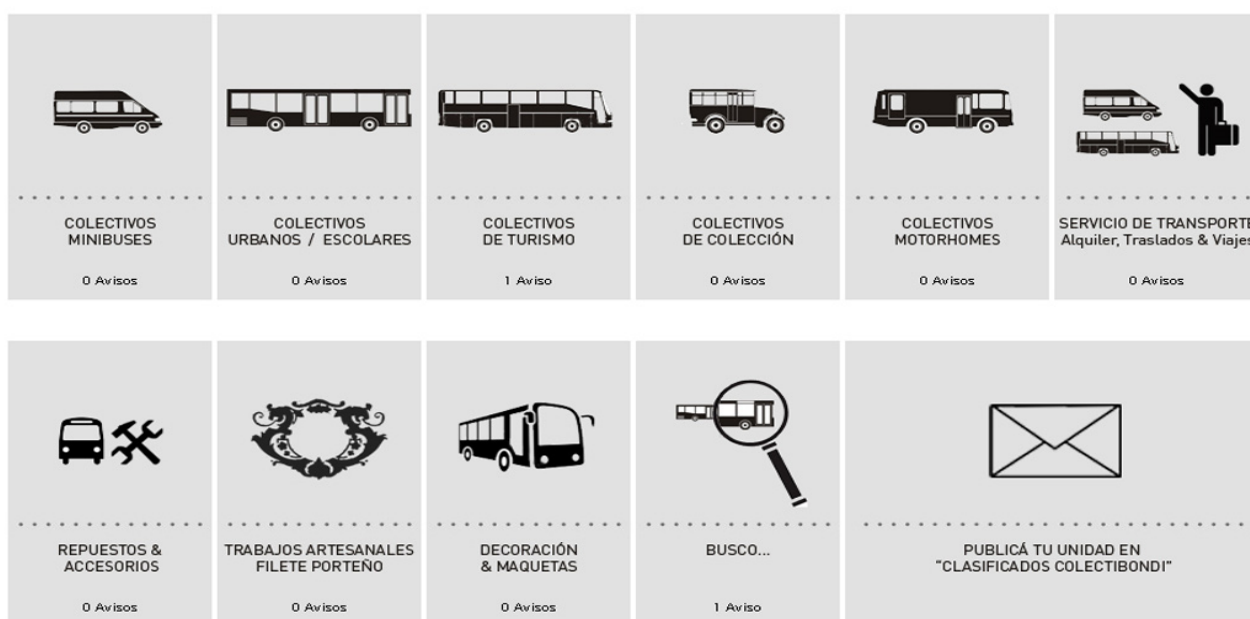 COLECTIVOS
MINIBUSES
0 Avisos
COLECTIVOS
URBANOS / ESCOLARES
0 Avisos
COLECTIVOS
DE TURISMO
1 Aviso
COLECTIVOS
DE COLECCIÓN
0 Avisos
COLECTIVOS
MOTORHOMES
0 Avisos
SERVICIO DE TRANSPORTE
Alquiler, Traslados & Viajes
0 Avisos
REPUESTOS &
ACCESORIOS
0 Avisos
TRABAJOS ARTESANALES
FILETE PORTEÑO
0 Avisos
DECORACIÓN
& MAQUETAS
0 Avisos
BUSCO...
1 Aviso
PUBLICÁ TU UNIDAD EN
"CLASIFICADOS COLECTIBONDI"